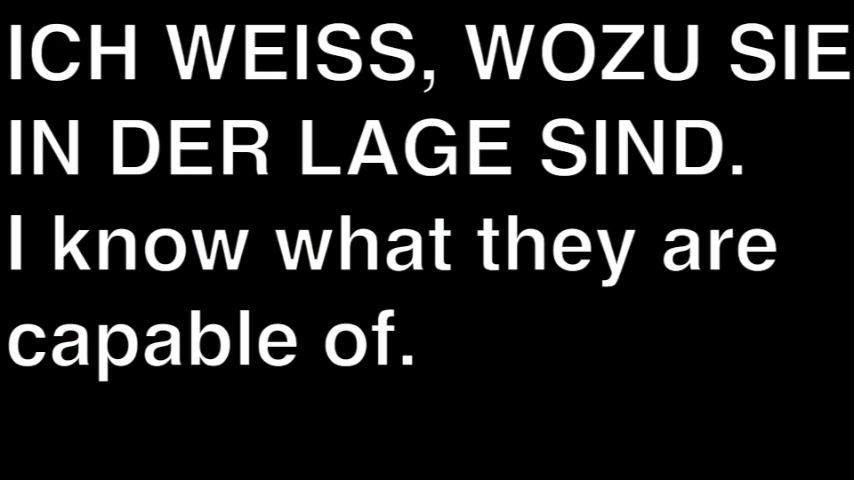 ICH WEISS, WOZU SIE
IN DER LAGE SIND.
I know what they are
capable of.